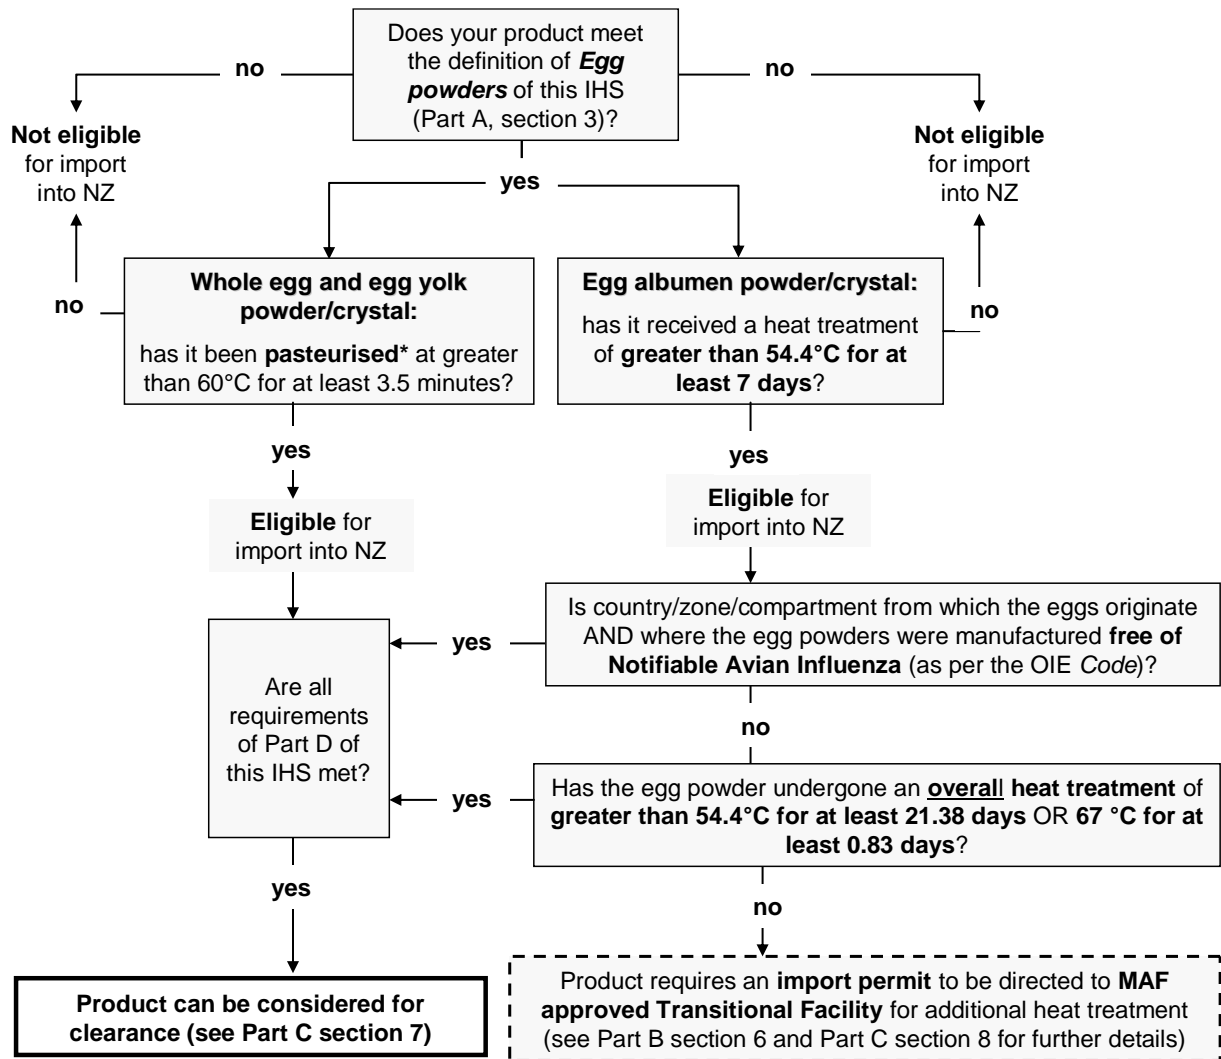 Does your product meet
the definition of Egg
powders of this IHS
(Part A, section 3)?
no
no
Not eligible
for import
into NZ
Not eligible
for import
into NZ
yes
Whole egg and egg yolk
powder/crystal:
has it been pasteurised* at greater
than 60°C for at least 3.5 minutes?
no
Egg albumen powder/crystal:
has it received a heat treatment
of greater than 54.4°C for at
least 7 days?
no
yes
yes
Eligible for
import into NZ
Eligible for
import into NZ
Is country/zone/compartment from which the eggs originate
AND where the egg powders were manufactured free of
Notifiable Avian Influenza (as per the OIE Code)?
yes
Are all
requirements
of Part D of
this IHS met?
no
Has the egg powder undergone an overall heat treatment of
greater than 54.4°C for at least 21.38 days OR 67 °C for at
least 0.83 days?
yes
yes
no
Product can be considered for
clearance (see Part C section 7)
Product requires an import permit to be directed to MAF
approved Transitional Facility for additional heat treatment
(see Part B section 6 and Part C section 8 for further details)